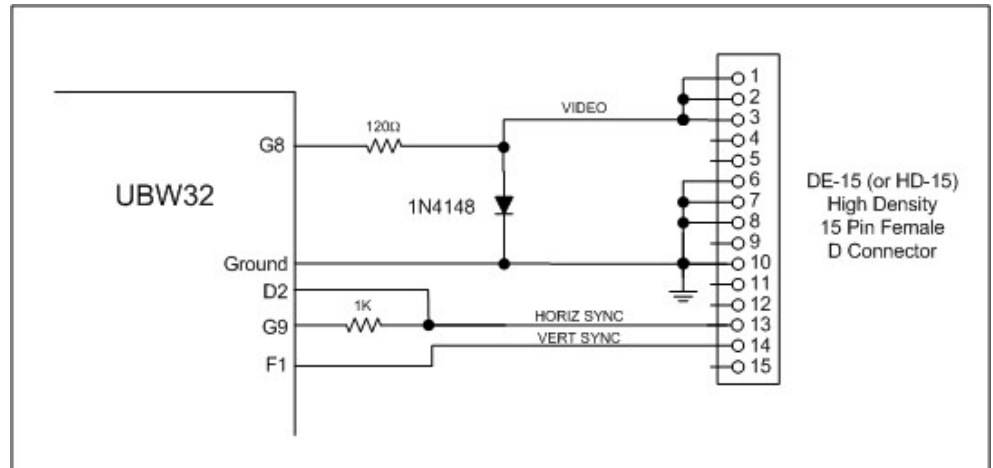 UBW32
G8
120Ω
VIDEO
1N4148
Ground
D2
G9
1K
F1
HORIZ SYNC
VERT SYNC
1
2
3
4
5
6
7
8
9
10
11
12
13
14
15
DE-15 (or HD-15)
High Density
15 Pin Female
D Connector